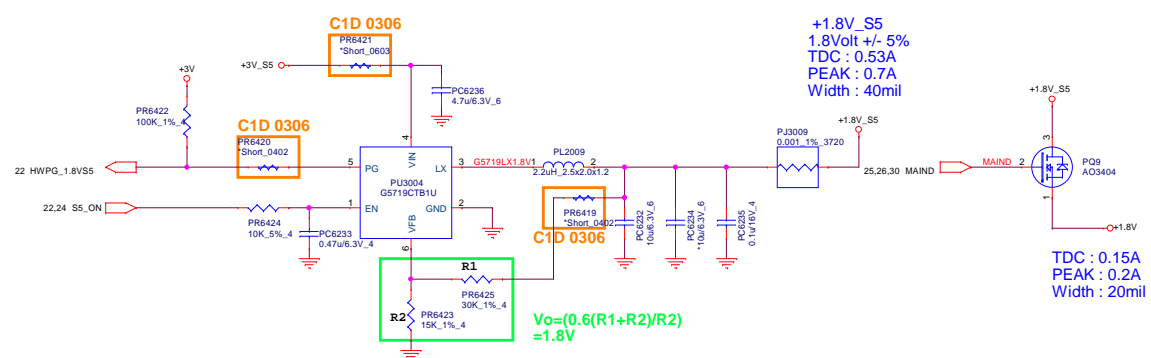 C1D 0306
PR6421
*Short_0603
+3V_S5
PC6236
4.7u/6.3V_6
+3V
PR6422
100K_1%_4
C1D 0306
PR6420
*Short_0402
22 HWPG_1.8VS5
22,24 S5_ON
PR6424
10K_5%_4
PC6233
0.47u/6.3V_4
4
VIN
5
PG
LX
3
PU3004
G5719CTB1U
1
EN
GND
2
VFB
6
G5719LX1.8V
1
PL2009
2
2.2uH_2.5x2.0x1.2
PR6419
*Short_0402
C1D 0306
PC6232
10u/6.3V_6
PC6234
*10u/6.3V_6
PC6235
0.1u/16V_4
R1
PR6425
30K_1%_4
R2
PR6423
15K_1%_4
Vo=(0.6(R1+R2)/R2)
=1.8V
+1.8V_S5
1.8Volt +/- 5%
TDC : 0.53A
PEAK : 0.7A
Width : 40mil
PJ3009
0.001_1%_3720
+1.8V_S5
25,26,30 MAIND
MAIND
2
+1.8V_S5
3
PQ9
AO3404
1
+1.8V
TDC : 0.15A
PEAK : 0.2A
Width : 20mil